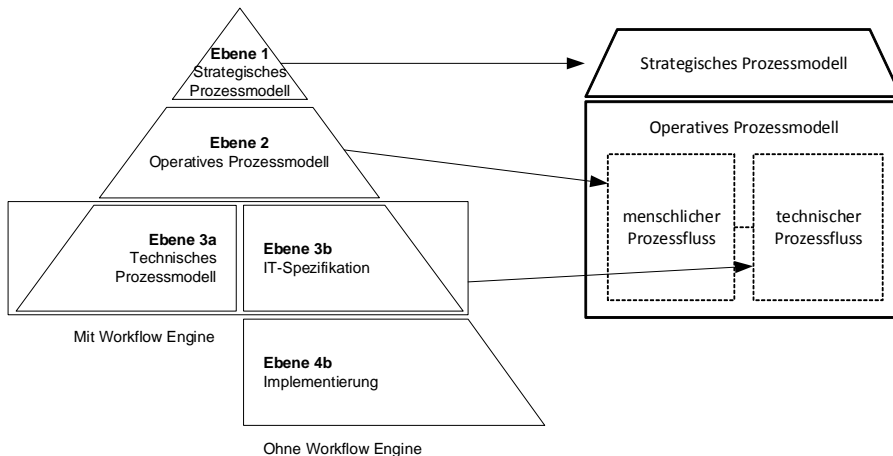 Ebene 1
Strategisches
Prozessmodell
Ebene 2
Operatives Prozessmodell
Ebene 3a
Technisches
Prozessmodell
Ebene 3b
IT-Spezifikation
Mit Workflow Engine
Ebene 4b
Implementierung
Ohne Workflow Engine
Strategisches Prozessmodell
Operatives Prozessmodell
menschlicher
Prozessfluss
technischer
Prozessfluss